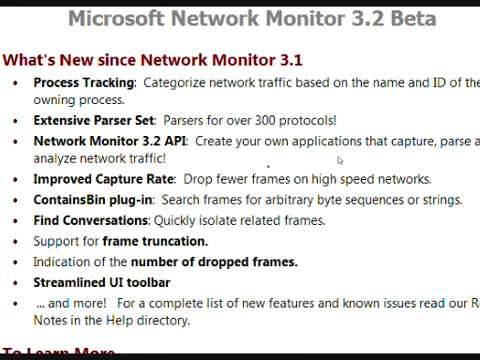 Microsoft Network Monitor 3.2 Beta
What's New since Network Monitor 3.1
• Process Tracking: Categorize network traffic based on the name and ID of the
owning process.
• Extensive Parser Set: Parsers for over 300 protocols!
• Network Monitor 3.2 API: Create your own applications that capture, parse a
analyze network traffic!
• Improved Capture Rate: Drop fewer frames on high speed networks.
• ContainsBin plug-in: Search frames for arbitrary byte sequences or strings.
• Find Conversations: Quickly isolate related frames.
• Support for frame truncation.
• Indication of the number of dropped frames.
• Streamlined UI toolbar
• ... and more! For a complete list of new features and known issues read our Re
Notes in the Help directory.
To Learn More